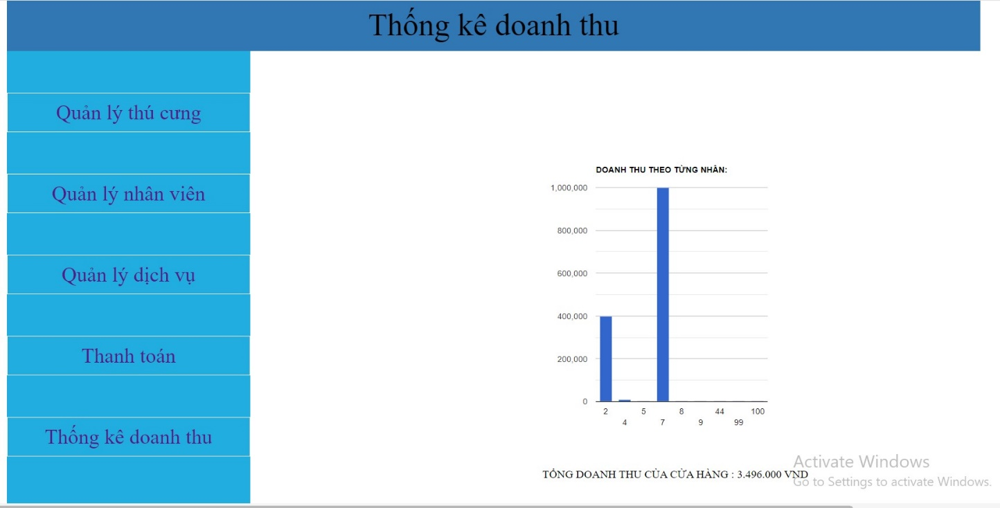 Thống kê doanh thu
Quản lý thú cưng
Quản lý nhân viên
Quản lý dịch vụ
Thanh toán
Thống kê doanh thu
DOANH THU THEO TỪNG NHÂN:
1,000,000
800,000
600,000
400,000
200,000
0
2 5 8 44 100
4 7 9 99
TỔNG DOANH THU CỦA CỬA HÀNG : 3.496.000 VND
Activate Windows
Go to Settings to activate Windows.